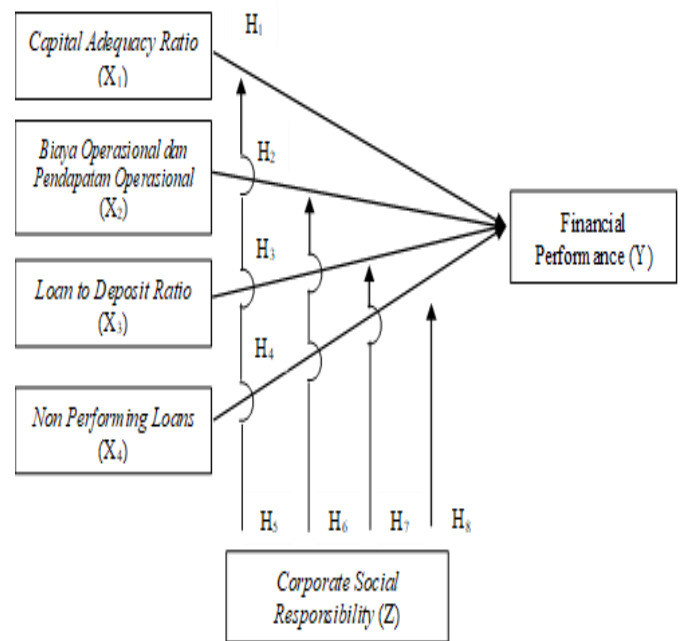 Capital Adequacy Ratio
(X₁)
H₁
Biaya Operasional dan
Pendapatan Operasional
(X₂)
H₂
Financial
Performance (Y)
Loan to Deposit Ratio
(X₃)
H₃
Non Performing Loans
(X₄)
H₄
H₅
H₆
H₇
H₈
Corporate Social
Responsibility (Z)